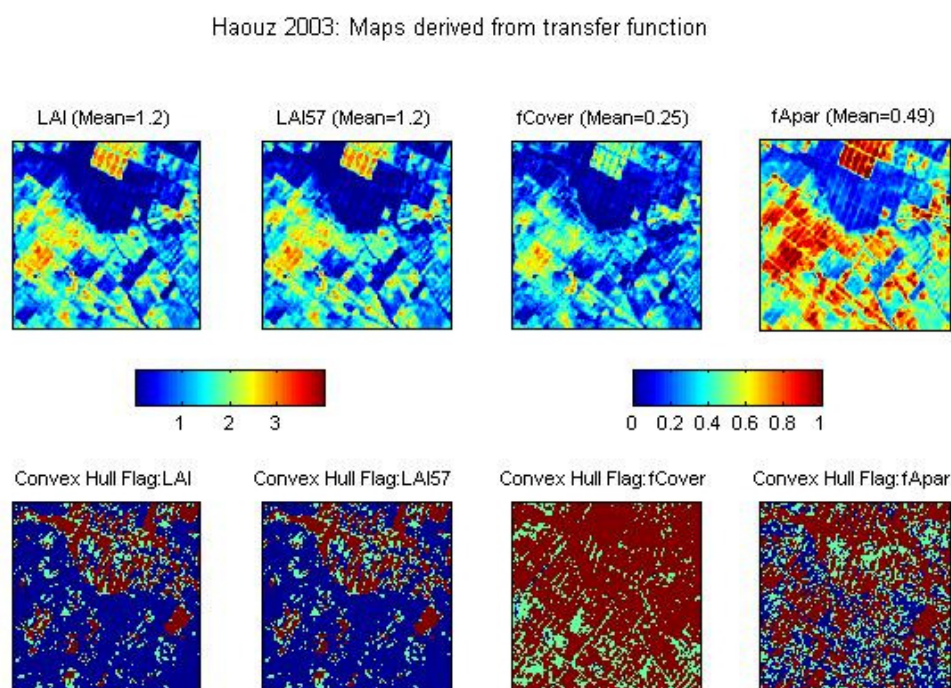 Haouz 2003: Maps derived from transfer function
LAI (Mean=1.2)
LAI57 (Mean=1.2)
fCover (Mean=0.25)
fApar (Mean=0.49)
1 2 3
0 0.2 0.4 0.6 0.8 1
Convex Hull Flag:LAI
Convex Hull Flag:LAI57
Convex Hull Flag:fCover
Convex Hull Flag:fApar